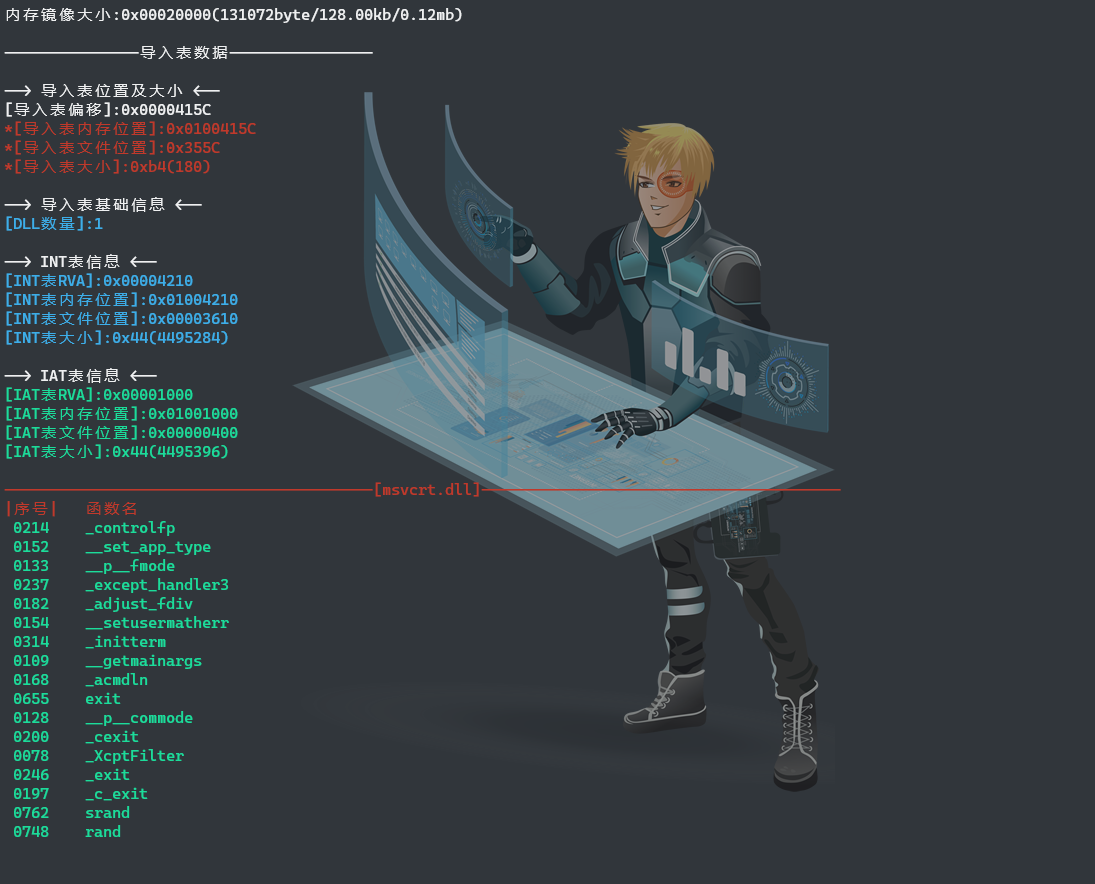 内存镜像大小:0x00020000(131072byte/128.00kb/0.12mb)
———————————————导入表数据————————————————
——> 导入表位置及大小 <——
[导入表偏移]:0x0000415C
*[导入表内存位置]:0x0100415C
*[导入表文件位置]:0x355C
*[导入表大小]:0xb4(180)
——> 导入表基础信息 <——
[DLL数量]:1
——> INT表信息 <——
[INT表RVA]:0x00004210
[INT表内存位置]:0x01004210
[INT表文件位置]:0x00003610
[INT表大小]:0x44(4495284)
——> IAT表信息 <——
[IAT表RVA]:0x00001000
[IAT表内存位置]:0x01001000
[IAT表文件位置]:0x00000400
[IAT表大小]:0x44(4495396)
—————————————————————————————————————————[msvcrt.dll]————————————————————————————————————————
|序号| 函数名
0214 _controlfp
0152 __set_app_type
0133 __p__fmode
0237 _except_handler3
0182 _adjust_fdiv
0154 __setusermatherr
0314 _initterm
0109 __getmainargs
0168 _acmdln
0655 exit
0128 __p__commode
0200 _cexit
0078 _XcptFilter
0246 _exit
0197 _c_exit
0762 srand
0748 rand